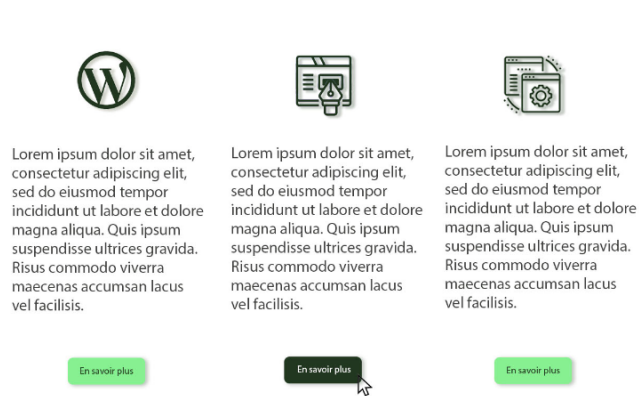 Lorem ipsum dolor sit amet,
consectetur adipiscing elit,
sed do eiusmod tempor
incididunt ut labore et dolore
magna aliqua. Quis ipsum
suspendisse ultrices gravida.
Risus commodo viverra
maecenas accumsan lacus
vel facilisis.
En savoir plus
Lorem ipsum dolor sit amet,
consectetur adipiscing elit,
sed do eiusmod tempor
incididunt ut labore et dolore
magna aliqua. Quis ipsum
suspendisse ultrices gravida.
Risus commodo viverra
maecenas accumsan lacus
vel facilisis.
En savoir plus
Lorem ipsum dolor sit amet,
consectetur adipiscing elit,
sed do eiusmod tempor
incididunt ut labore et dolore
magna aliqua. Quis ipsum
suspendisse ultrices gravida.
Risus commodo viverra
maecenas accumsan lacus
vel facilisis.
En savoir plus